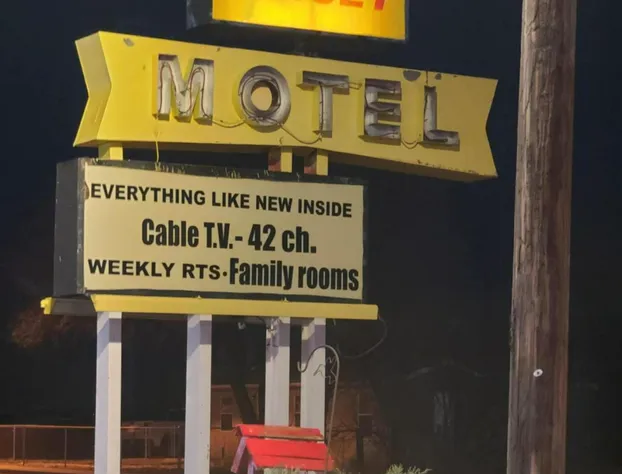 MOTEL
EVERYTHING LIKE NEW INSIDE
Cable T.V.- 42 ch.
WEEKLY RTS·Family rooms